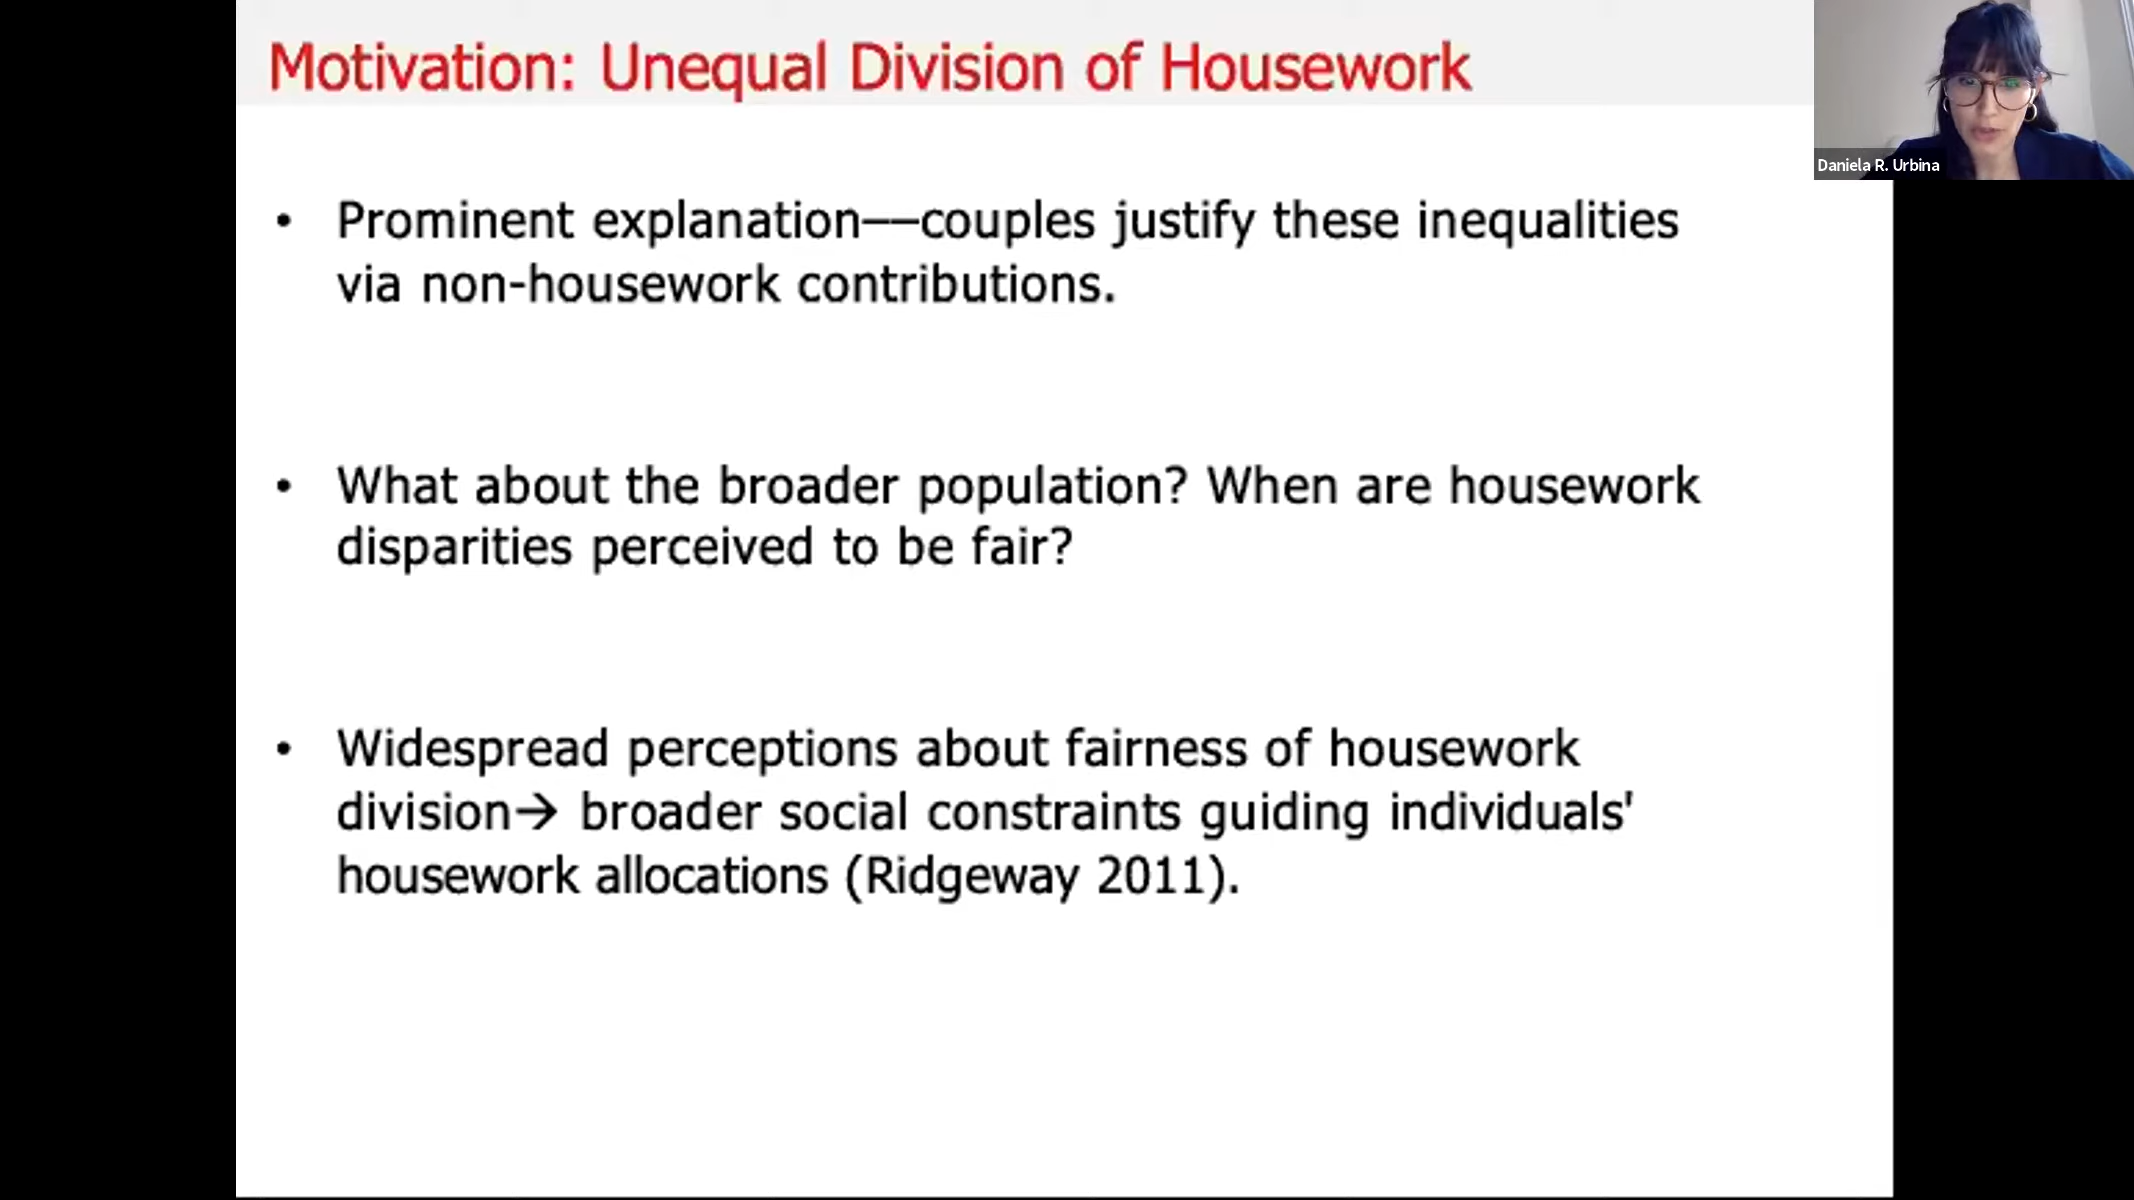 Motivation: Unequal Division of Housework
Daniela R. Urbina
• Prominent explanation––couples justify these inequalities
via non-housework contributions.
• What about the broader population? When are housework
disparities perceived to be fair?
• Widespread perceptions about fairness of housework
division→ broader social constraints guiding individuals'
housework allocations (Ridgeway 2011).